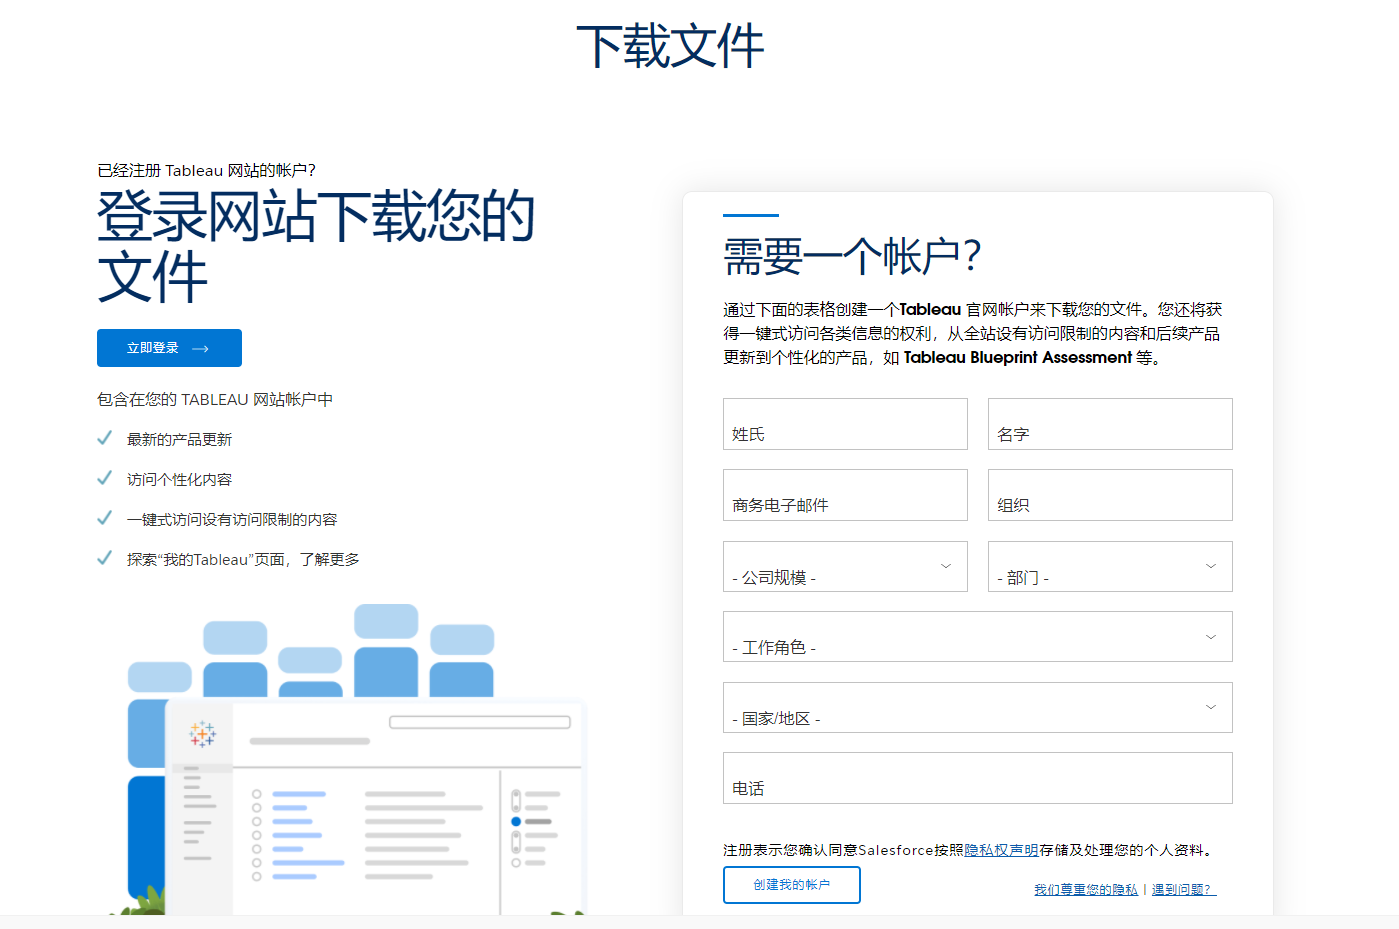 下载文件
已经注册 Tableau 网站的帐户?
登录网站下载您的
文件
立即登录
包含在您的 TABLEAU 网站帐户中
最新的产品更新
访问个性化内容
一键式访问设有访问限制的内容
探索“我的Tableau”页面，了解更多
需要一个帐户?
通过下面的表格创建一个Tableau 官网帐户来下载您的文件。您还将获
得一键式访问各类信息的权利，从全站设有访问限制的内容和后续产品
更新到个性化的产品，如 Tableau Blueprint Assessment 等。
姓氏
名字
商务电子邮件
组织
- 公司规模 -
- 部门 -
- 工作角色 -
- 国家/地区 -
电话
注册表示您确认同意Salesforce按照隐私权声明存储及处理您的个人资料。
创建我的帐户
我们尊重您的隐私 | 遇到问题?